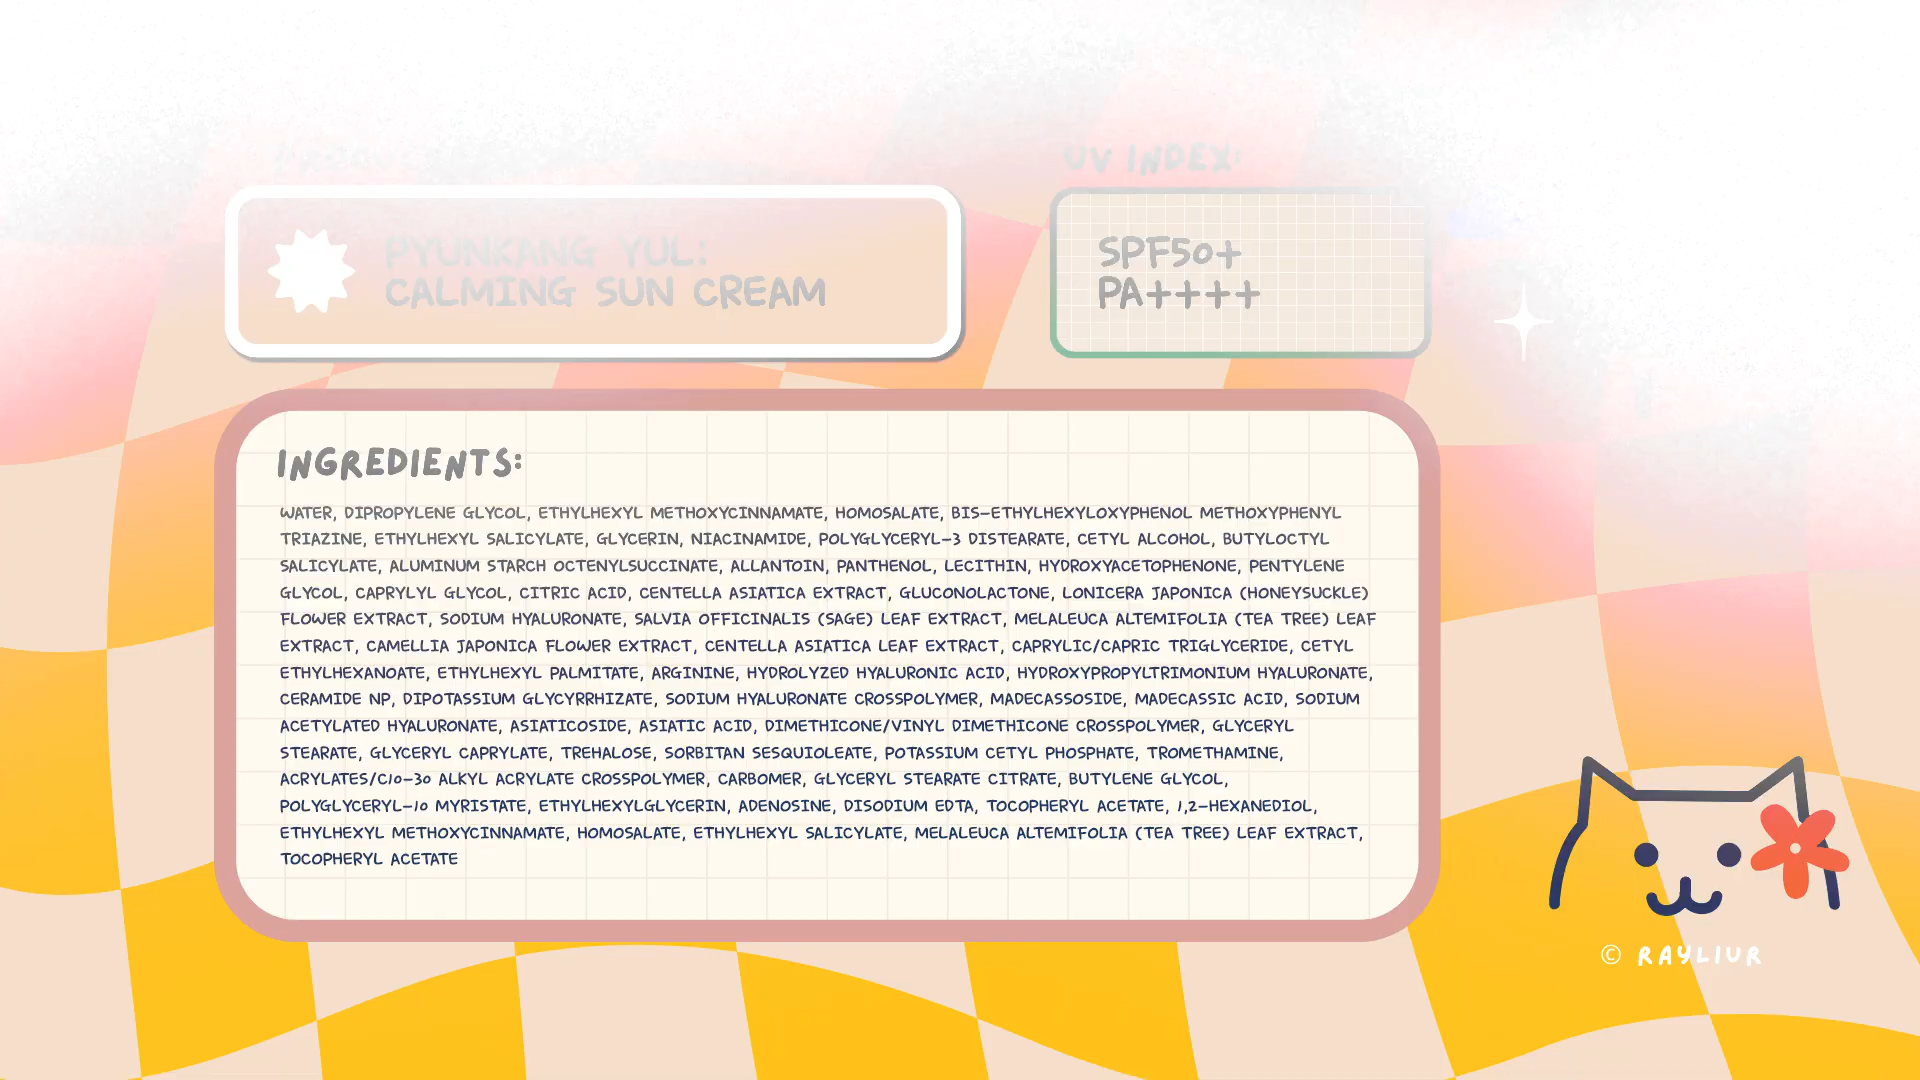 UV INDEX:
PYUNKANG YUL:
CALMING SUN CREAM
SPF50+
PA++++
INGREDIENTS:
WATER, DIPROPYLENE GLYCOL, ETHYLHEXYL METHOXYCINNAMATE, HOMOSALATE, BIS-ETHYLHEXYLOXYPHENOL METHOXYPHENYL
TRIAZINE, ETHYLHEXYL SALICYLATE, GLYCERIN, NIACINAMIDE, POLYGLYCERYL-3 DISTEARATE, CETYL ALCOHOL, BUTYLOCTYL
SALICYLATE, ALUMINUM STARCH OCTENYLSUCCINATE, ALLANTOIN, PANTHENOL, LECITHIN, HYDROXYACETOPHENONE, PENTYLENE
GLYCOL, CAPRYLYL GLYCOL, CITRIC ACID, CENTELLA ASIATICA EXTRACT, GLUCONOLACTONE, LONICERA JAPONICA (HONEYSUCKLE)
FLOWER EXTRACT, SODIUM HYALURONATE, SALVIA OFFICINALIS (SAGE) LEAF EXTRACT, MELALEUCA ALTEMIFOLIA (TEA TREE) LEAF
EXTRACT, CAMELLIA JAPONICA FLOWER EXTRACT, CENTELLA ASIATICA LEAF EXTRACT, CAPRYLIC/CAPRIC TRIGLYCERIDE, CETYL
ETHYLHEXANOATE, ETHYLHEXYL PALMITATE, ARGININE, HYDROLYZED HYALURONIC ACID, HYDROXYPROPYLTRIMONIUM HYALURONATE,
CERAMIDE NP, DIPOTASSIUM GLYCYRRHIZATE, SODIUM HYALURONATE CROSSPOLYMER, MADECASSOSIDE, MADECASSIC ACID, SODIUM
ACETYLATED HYALURONATE, ASIATICOSIDE, ASIATIC ACID, DIMETHICONE/VINYL DIMETHICONE CROSSPOLYMER, GLYCERYL
STEARATE, GLYCERYL CAPRYLATE, TREHALOSE, SORBITAN SESQUIOLEATE, POTASSIUM CETYL PHOSPHATE, TROMETHAMINE,
ACRYLATES/C10-30 ALKYL ACRYLATE CROSSPOLYMER, CARBOMER, GLYCERYL STEARATE CITRATE, BUTYLENE GLYCOL,
POLYGLYCERYL-10 MYRISTATE, ETHYLHEXYLGLYCERIN, ADENOSINE, DISODIUM EDTA, TOCOPHERYL ACETATE, 1,2-HEXANEDIOL,
ETHYLHEXYL METHOXYCINNAMATE, HOMOSALATE, ETHYLHEXYL SALICYLATE, MELALEUCA ALTEMIFOLIA (TEA TREE) LEAF EXTRACT,
TOCOPHERYL ACETATE
© RAYLIUR